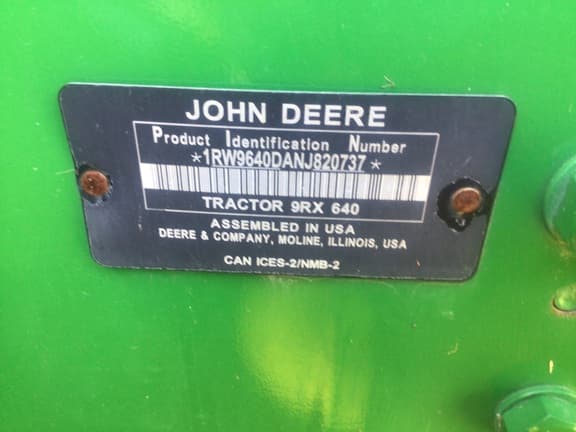 JOHN DEERE
Product Identification Number
*1RW9640DANJ820737*
TRACTOR 9RX 640
ASSEMBLED IN USA
DEERE & COMPANY, MOLINE, ILLINOIS, USA
CAN ICES-2/NMB-2